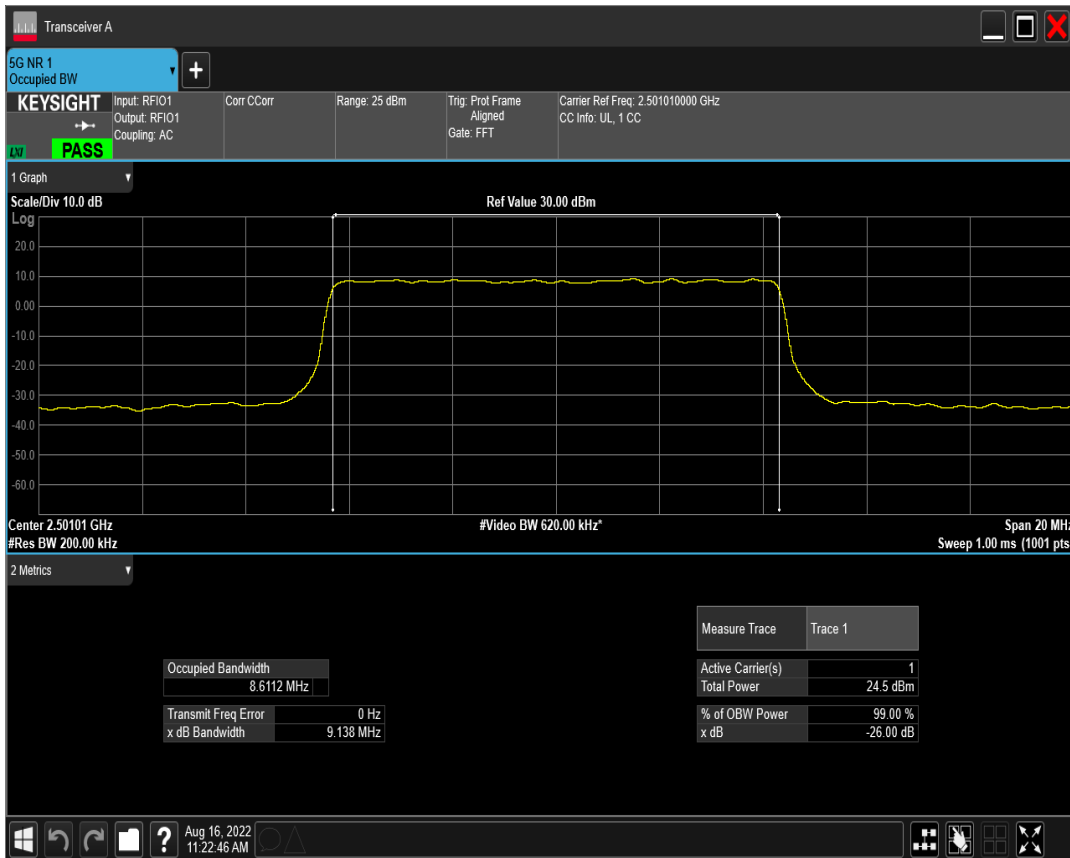 Transceiver A
5G NR 1
Occupied BW
+
KEYSIGHT
LXI PASS
Input: RFIO1
Output: RFIO1
Coupling: AC
Corr CCorr
Range: 25 dBm
Trig: Prot Frame
Aligned
Gate: FFT
Carrier Ref Freq: 2.501010000 GHz
CC Info: UL, 1 CC
1 Graph
Scale/Div 10.0 dB
Ref Value 30.00 dBm
Log
20.0
10.0
0.00
-10.0
-20.0
-30.0
-40.0
-50.0
-60.0
Center 2.50101 GHz
#Video BW 620.00 kHz*
Span 20 MHz
#Res BW 200.00 kHz
Sweep 1.00 ms (1001 pts
2 Metrics
Measure Trace Trace 1
Occupied Bandwidth
8.6112 MHz
Active Carrier(s) 1
Total Power 24.5 dBm
Transmit Freq Error 0 Hz
x dB Bandwidth 9.138 MHz
% of OBW Power 99.00 %
x dB -26.00 dB
?
Aug 16, 2022
11:22:46 AM